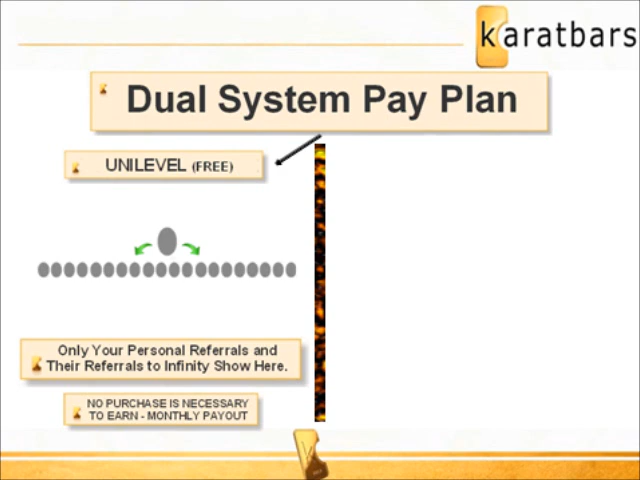 karatbars
Dual System Pay Plan
UNILEVEL (FREE)
Only Your Personal Referrals and
Their Referrals to Infinity Show Here.
NO PURCHASE IS NECESSARY
TO EARN - MONTHLY PAYOUT